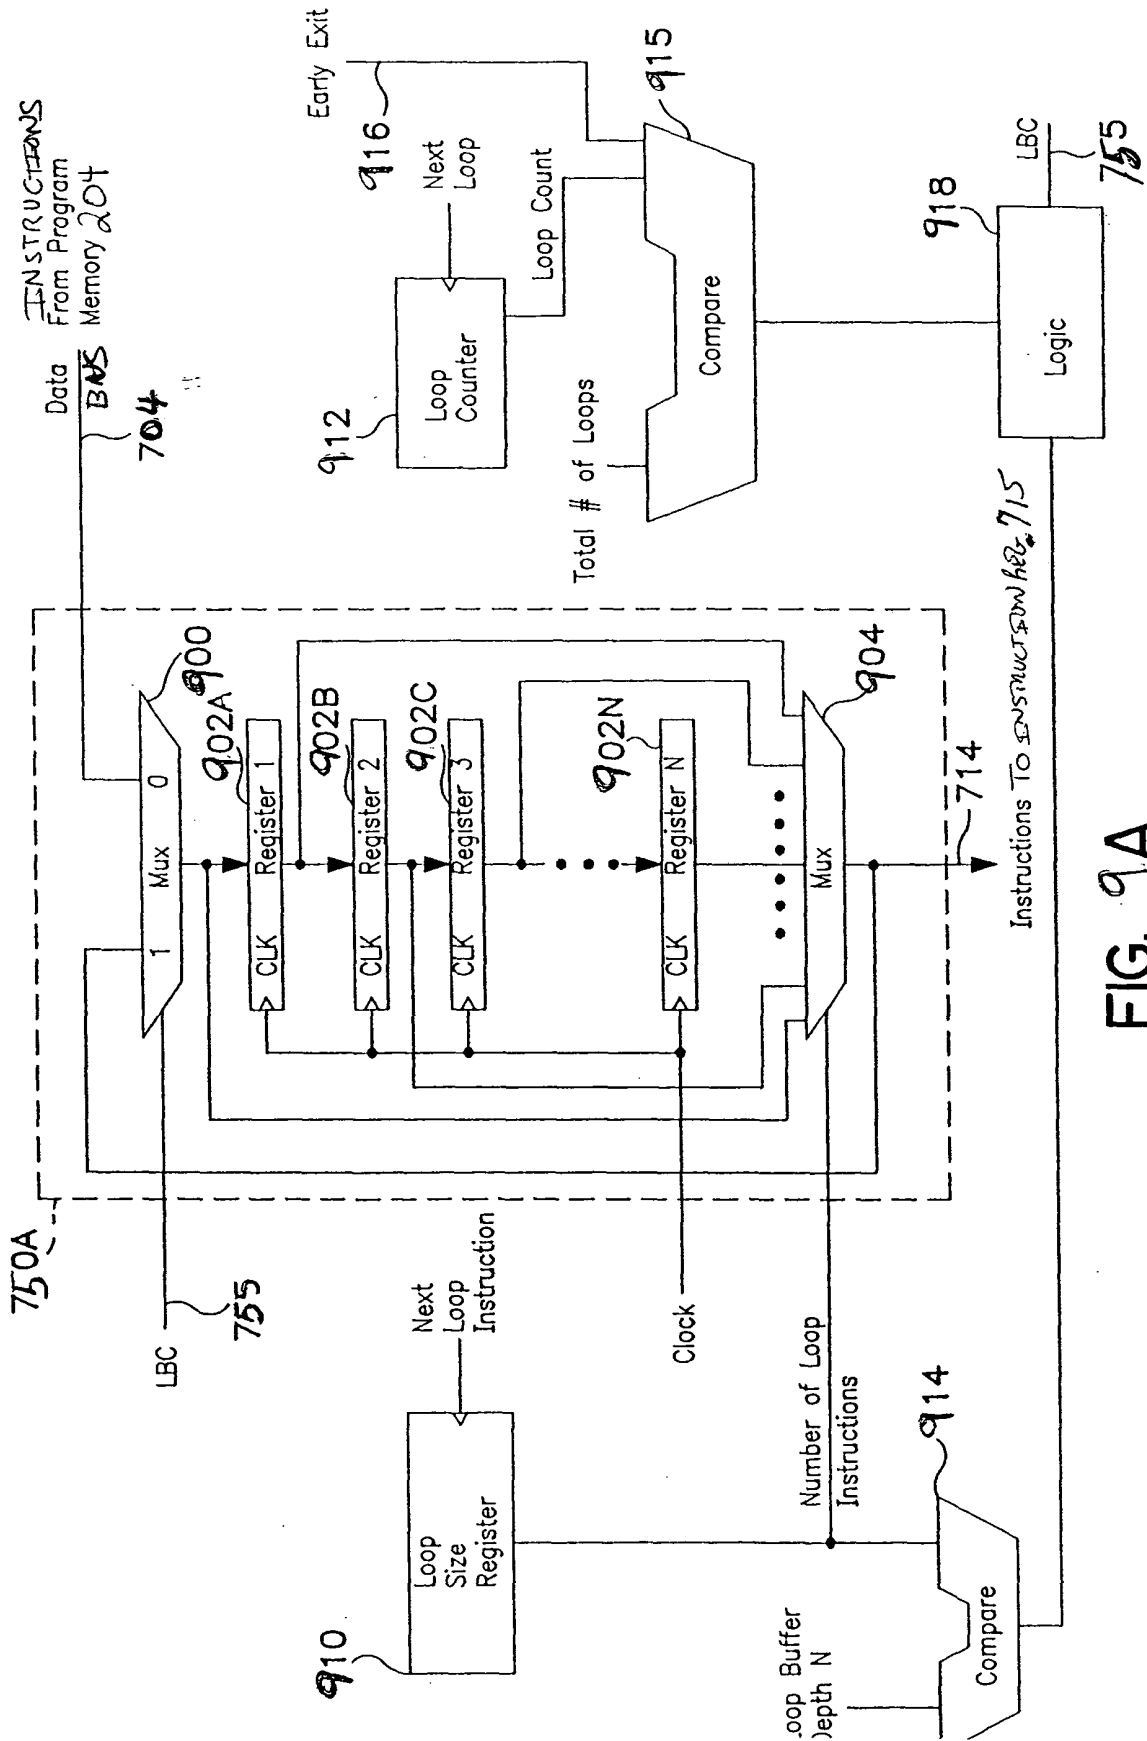 INSTRUCTIONS
Data From Program
BUS Memory 204
704
750A
LBC
755
1 Mux 0
900
902A
CLK Register 1
902B
CLK Register 2
902C
CLK Register 3
902N
CLK Register N
Mux
904
714
Instructions To INSTRUCTION REG. 715
Clock
910
Loop
Size
Register
Next
Loop
Instruction
Number of Loop
Instructions
914
Compare
oop Buffer
epth N
Early Exit
916
Next
Loop
912
Loop
Counter
Loop Count
Total # of Loops
915
Compare
918
Logic
LBC
755
FIG. 9A